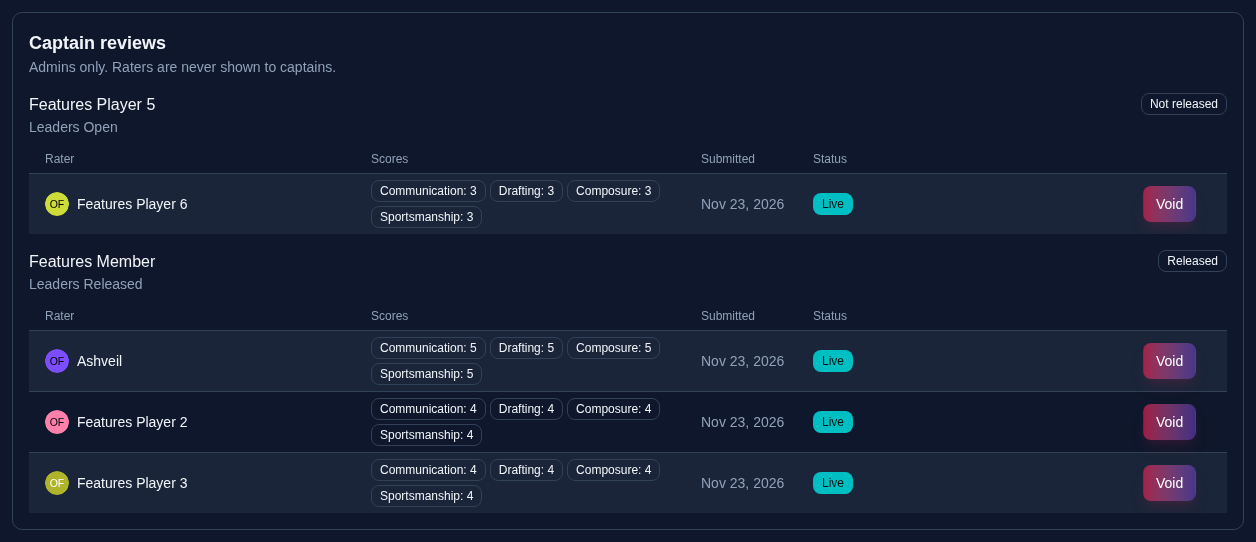 Captain reviews
Admins only. Raters are never shown to captains.
Features Player 5
Not released
Leaders Open
Rater Scores Submitted Status
OF Features Player 6 Communication: 3 Drafting: 3 Composure: 3 Nov 23, 2026 Live Void
Sportsmanship: 3
Features Member
Released
Leaders Released
Rater Scores Submitted Status
OF Ashveil Communication: 5 Drafting: 5 Composure: 5 Nov 23, 2026 Live Void
Sportsmanship: 5
OF Features Player 2 Communication: 4 Drafting: 4 Composure: 4 Nov 23, 2026 Live Void
Sportsmanship: 4
OF Features Player 3 Communication: 4 Drafting: 4 Composure: 4 Nov 23, 2026 Live Void
Sportsmanship: 4